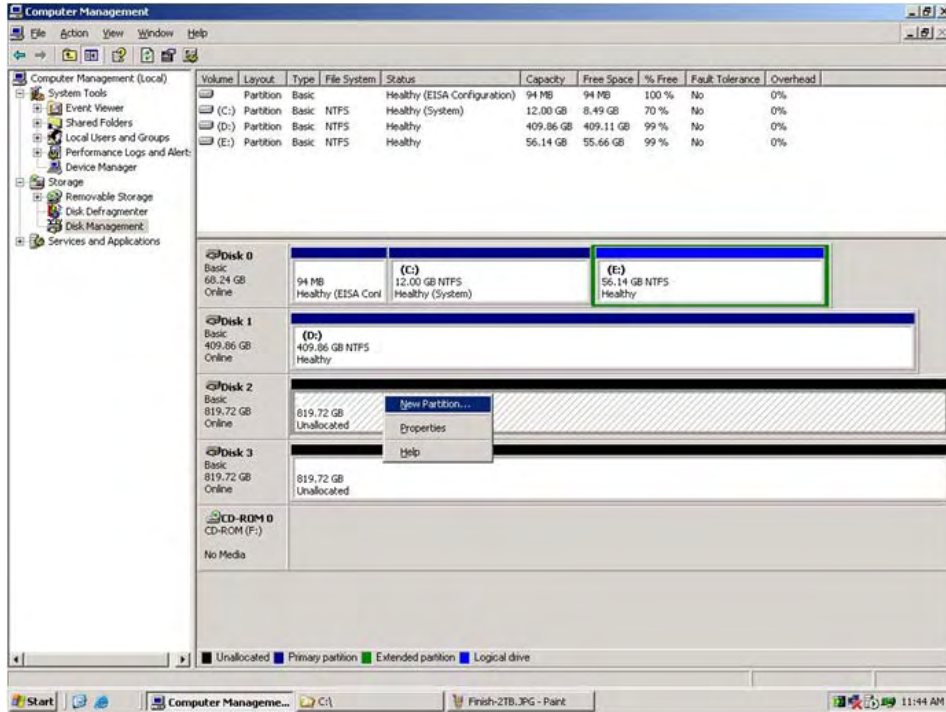 Computer Management
File Action View Window Help
Computer Management (Local)
System Tools
Event Viewer
Shared Folders
Local Users and Groups
Performance Logs and Alert:
Device Manager
Storage
Removable Storage
Disk Defragmenter
Disk Management
Services and Applications
Volume Layout Type File System Status Capacity Free Space % Free Fault Tolerance Overhead
Partition Basic Healthy (EISA Configuration) 94 MB 94 MB 100 % No 0%
(C:) Partition Basic NTFS Healthy (System) 12.00 GB 8.49 GB 70 % No 0%
(D:) Partition Basic NTFS Healthy 409.86 GB 409.11 GB 99 % No 0%
(E:) Partition Basic NTFS Healthy 56.14 GB 55.66 GB 99 % No 0%
Disk 0
Basic
68.24 GB
Online
94 MB
Healthy (EISA Conl
(C:)
12.00 GB NTFS
Healthy (System)
(E:)
56.14 GB NTFS
Healthy
Disk 1
Basic
409.86 GB
Online
(D:)
409.86 GB NTFS
Healthy
Disk 2
Basic
819.72 GB
Online
819.72 GB
Unallocated
New Partition...
Properties
Help
Disk 3
Basic
819.72 GB
Online
819.72 GB
Unallocated
CD-ROM 0
CD-ROM (F:)
No Media
Unallocated Primary partition Extended partition Logical drive
Start Computer Manageme... C:\ Finish-2TB.JPG - Paint 11:44 AM